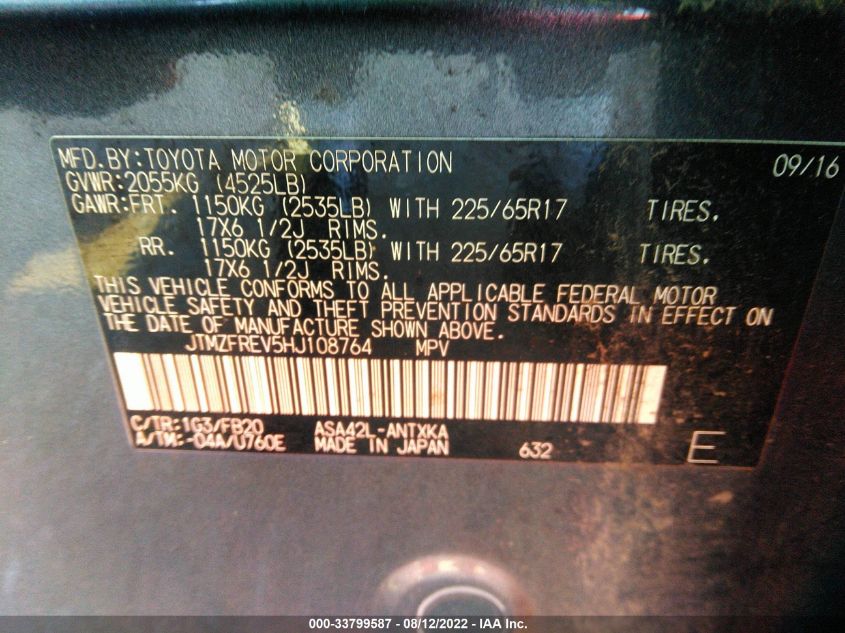 MFD.BY:TOYOTA MOTOR CORPORATION 09/16
GVWR:2055KG (4525LB)
GAWR:FRT. 1150KG (2535LB) WITH 225/65R17 TIRES.
17X6 1/2J RIMS.
RR. 1150KG (2535LB) WITH 225/65R17 TIRES.
17X6 1/2J RIMS.
THIS VEHICLE CONFORMS TO ALL APPLICABLE FEDERAL MOTOR
VEHICLE SAFETY AND THEFT PREVENTION STANDARDS IN EFFECT ON
THE DATE OF MANUFACTURE SHOWN ABOVE.
JTMZFREV5HJ108764 MPV
C/TR:1G3/FB20 ASA42L-ANTXKA
A/TM:-04A/U760E MADE IN JAPAN 632 E
000-33799587 - 08/12/2022 - IAA Inc.